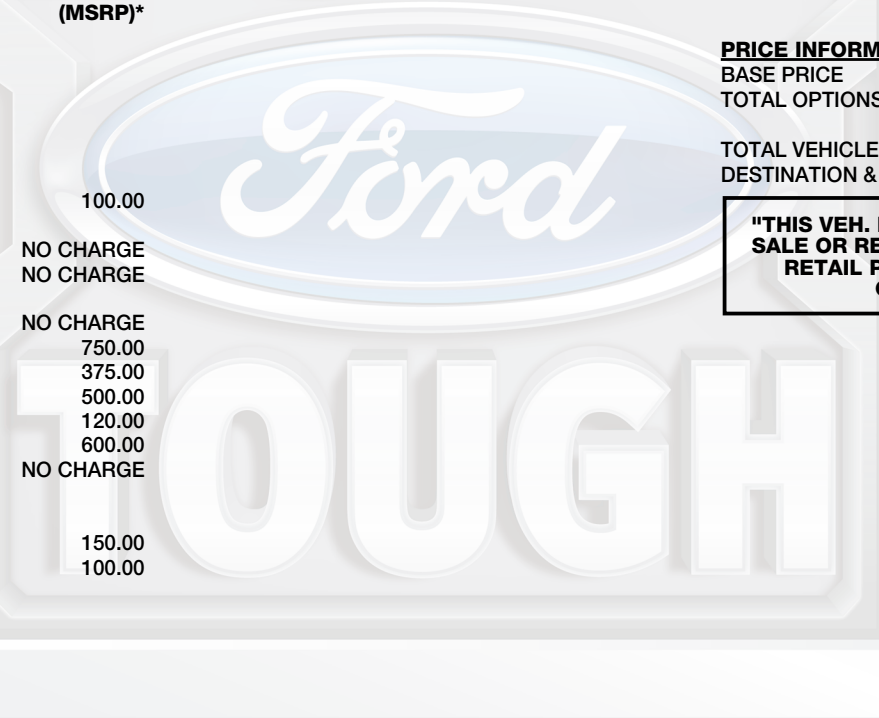 (MSRP)*
100.00
NO CHARGE
NO CHARGE
NO CHARGE
750.00
375.00
500.00
120.00
600.00
NO CHARGE
150.00
100.00
PRICE INFORM
BASE PRICE
TOTAL OPTIONS
TOTAL VEHICLE
DESTINATION &
"THIS VEH.
SALE OR RE
RETAIL P
Ford
TOUGH